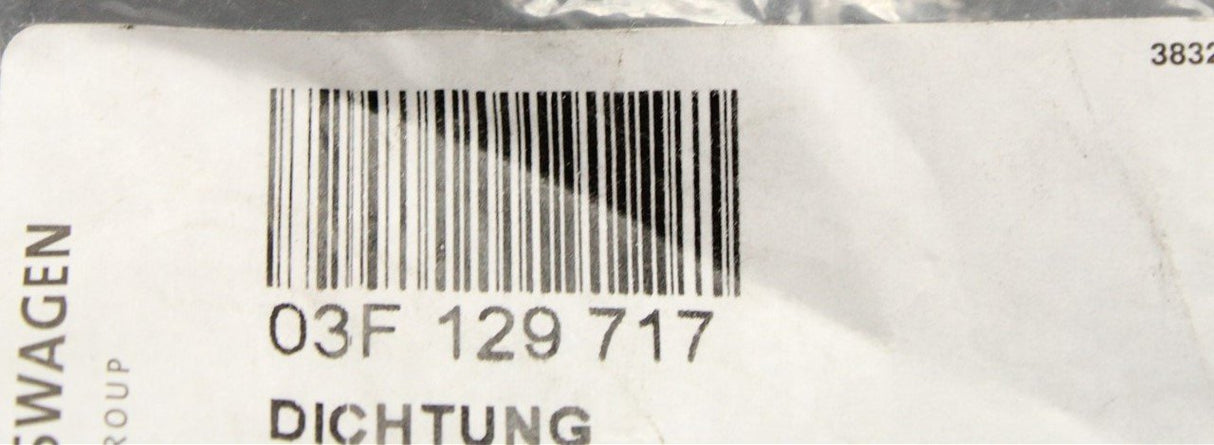 3832
03F 129 717
DICHTUNG
SWAGEN
ROUP